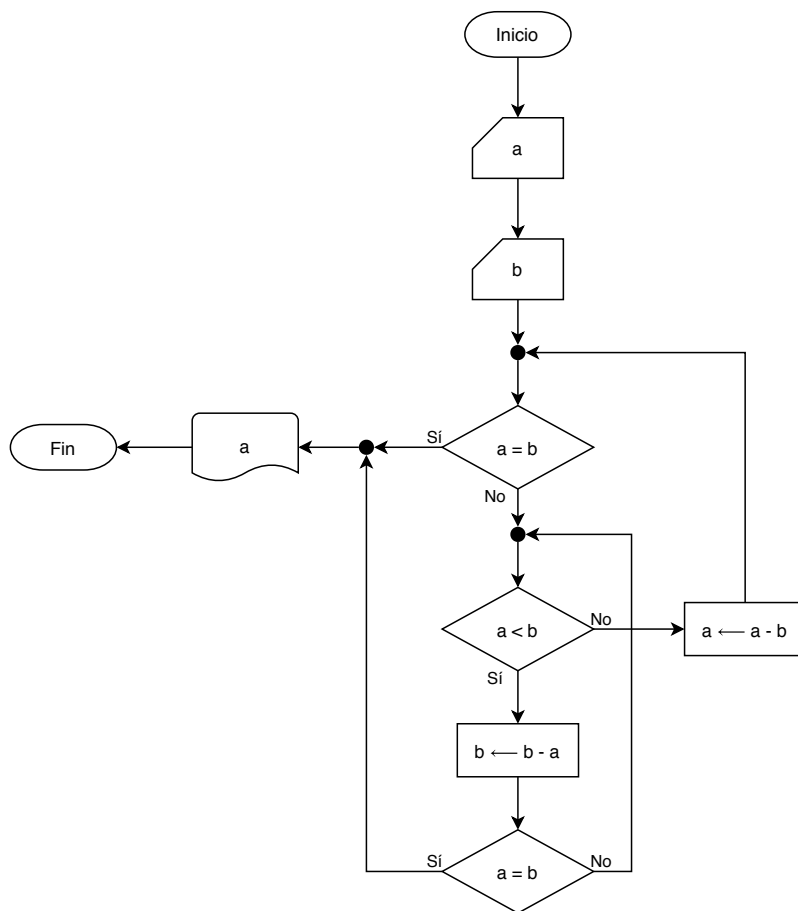 Inicio
a
b
a = b
Sí
No
a
Fin
a < b
No
Sí
a ⟵ a - b
b ⟵ b - a
a = b
Sí
No